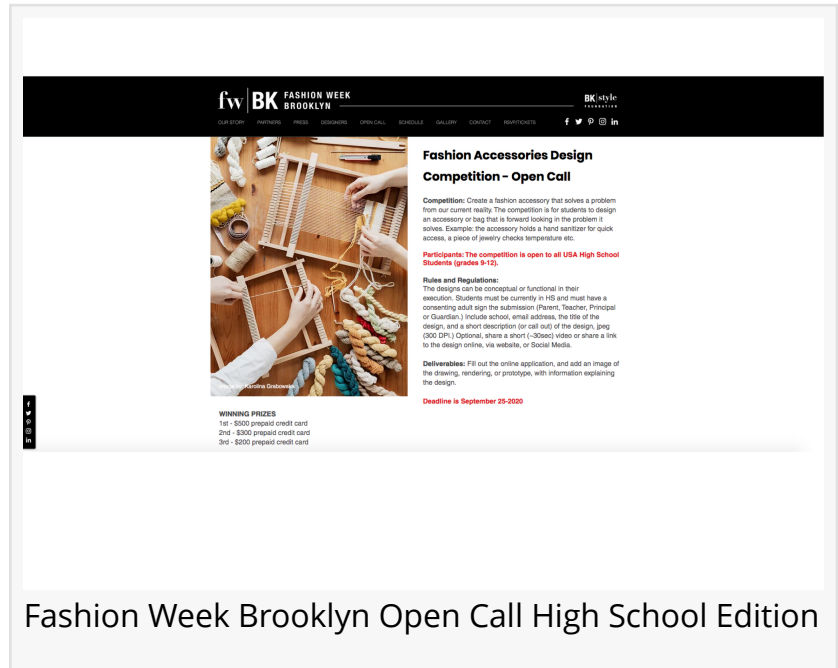 fw BK FASHION WEEK
BROOKLYN
BK style
FOUNDATION
OUR STORY PARTNERS PRESS DESIGNERS OPEN CALL SCHEDULE GALLERY CONTACT RSVP/TICKETS
Fashion Accessories Design
Competition - Open Call
Competition: Create a fashion accessory that solves a problem
from our current reality. The competition is for students to design
an accessory or bag that is forward looking in the problem it
solves. Example: the accessory holds a hand sanitizer for quick
access, a piece of jewelry checks temperature etc.
Participants: The competition is open to all USA High School
Students (grades 9-12).
Rules and Regulations:
The designs can be conceptual or functional in their
execution. Students must be currently in HS and must have a
consenting adult sign the submission (Parent, Teacher, Principal
or Guardian.) Include school, email address, the title of the
design, and a short description (or call out) of the design, jpeg
(300 DPI.) Optional, share a short (~30sec) video or share a link
to the design online, via website, or Social Media.
Deliverables: Fill out the online application, and add an image of
the drawing, rendering, or prototype, with information explaining
the design.
Deadline is September 25-2020
Image by: Karolina Grabowska
WINNING PRIZES
1st - $500 prepaid credit card
2nd - $300 prepaid credit card
3rd - $200 prepaid credit card
Fashion Week Brooklyn Open Call High School Edition